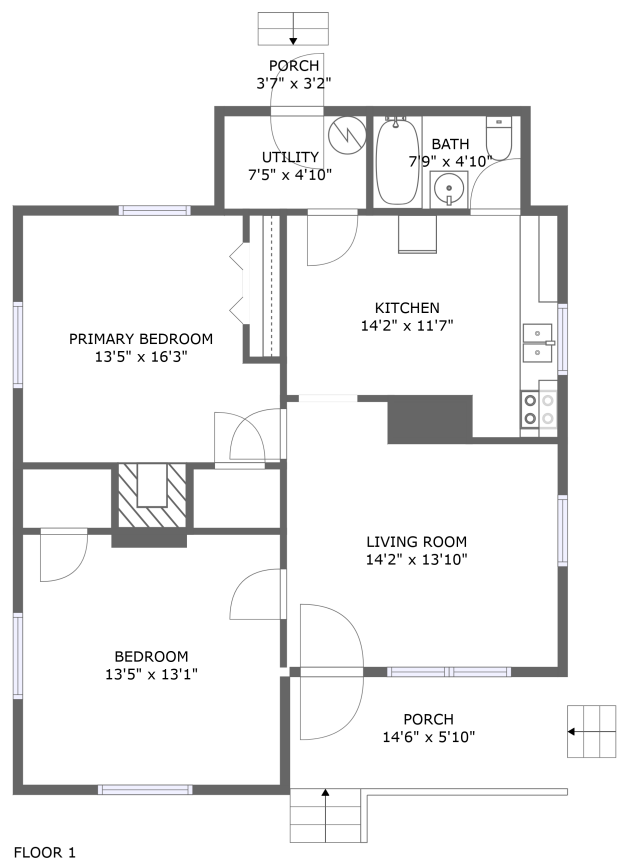 PORCH
3'7" x 3'2"
UTILITY
7'5" x 4'10"
BATH
7'9" x 4'10"
KITCHEN
14'2" x 11'7"
PRIMARY BEDROOM
13'5" x 16'3"
LIVING ROOM
14'2" x 13'10"
BEDROOM
13'5" x 13'1"
PORCH
14'6" x 5'10"
FLOOR 1